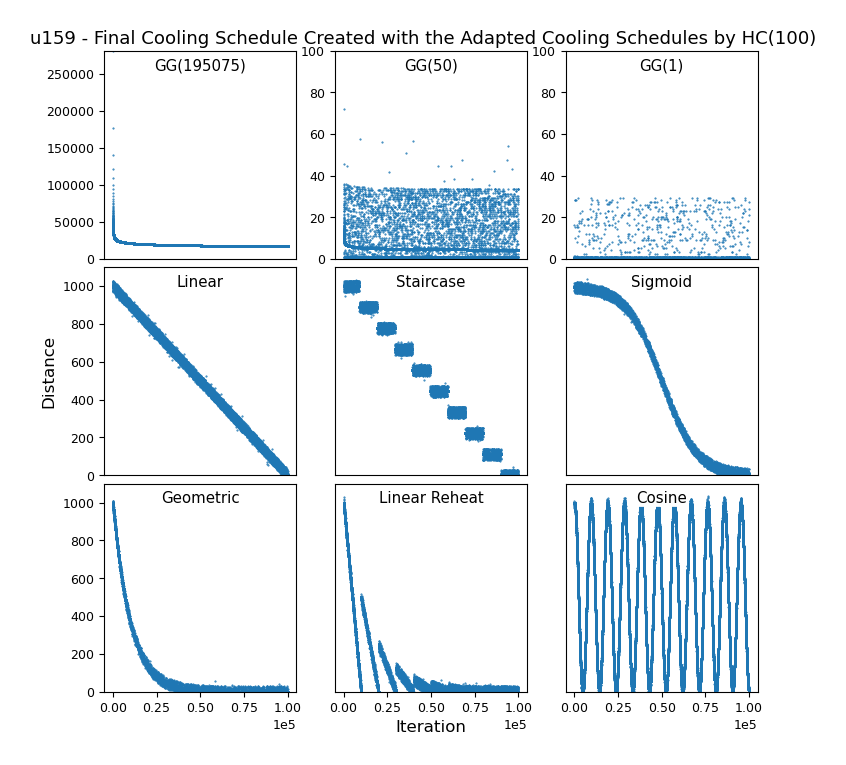 u159 - Final Cooling Schedule Created with the Adapted Cooling Schedules by HC(100)
GG(195075)
GG(50)
GG(1)
250000
200000
150000
100000
50000
0
100
80
60
40
20
0
100
80
60
40
20
0
Linear
Staircase
Sigmoid
Distance
1000
800
600
400
200
0
Geometric
Linear Reheat
Cosine
1000
800
600
400
200
0
0.00 0.25 0.50 0.75 1.00
1e5
0.00 0.25 0.50 0.75 1.00
1e5
0.00 0.25 0.50 0.75 1.00
1e5
Iteration